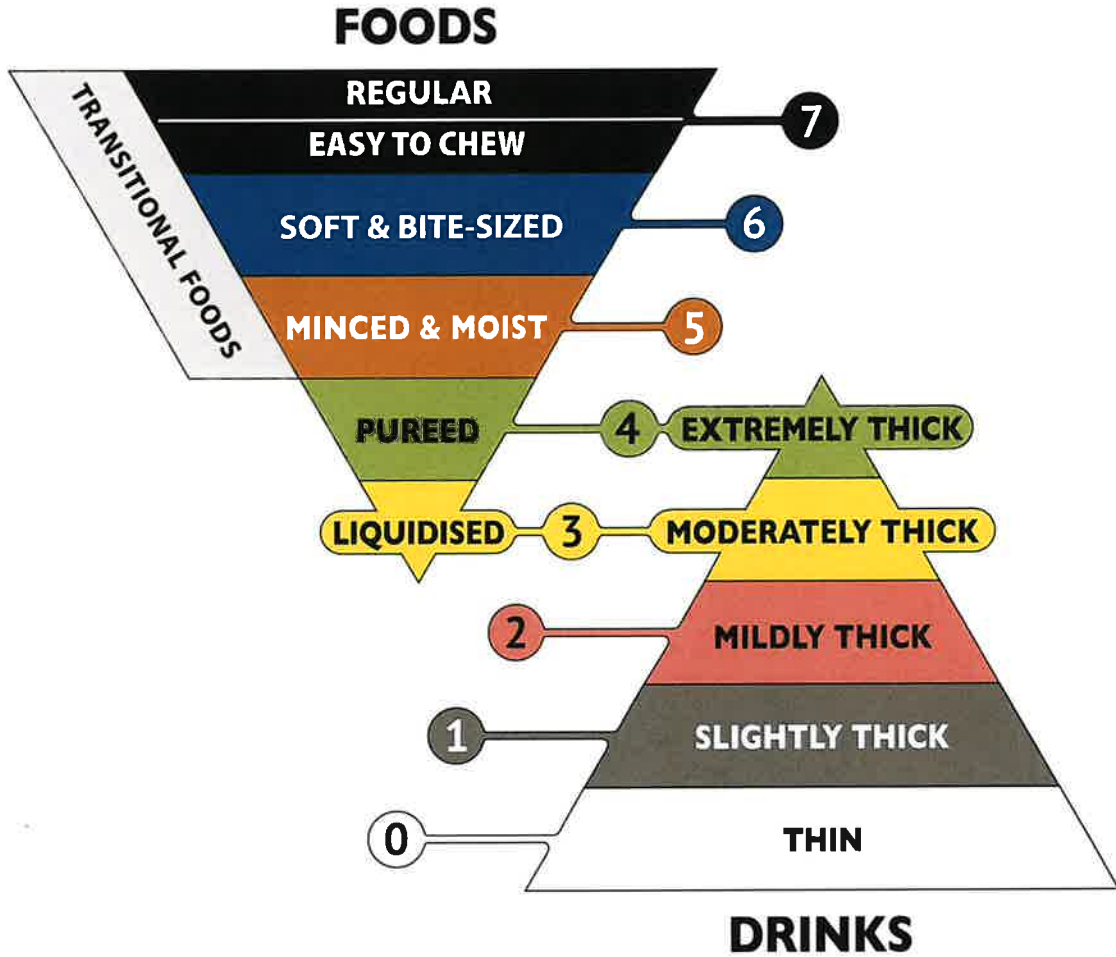 FOODS
TRANSITIONAL FOODS
REGULAR
7
EASY TO CHEW
SOFT & BITE-SIZED
6
MINCED & MOIST
5
PUREED
4
EXTREMELY THICK
LIQUIDISED
3
MODERATELY THICK
2
MILDLY THICK
1
SLIGHTLY THICK
0
THIN
DRINKS